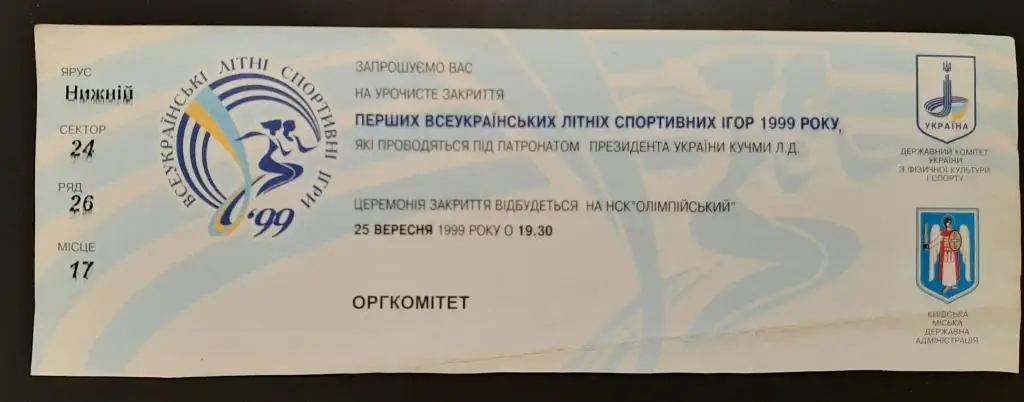 ЯРУС
Нижній
СЕКТОР
24
РЯД
26
МІСЦЕ
17
ВСЕУКРАЇНСЬКІ ЛІТНІ СПОРТИВНІ ІГРИ
'99
ЗАПРОШУЄМО ВАС
НА УРОЧИСТЕ ЗАКРИТТЯ
ПЕРШИХ ВСЕУКРАЇНСЬКИХ ЛІТНІХ СПОРТИВНИХ ІГОР 1999 РОКУ,
ЯКІ ПРОВОДЯТЬСЯ ПІД ПАТРОНАТОМ ПРЕЗИДЕНТА УКРАЇНИ КУЧМИ Л.Д.
ЦЕРЕМОНІЯ ЗАКРИТТЯ ВІДБУДЕТЬСЯ НА НСК"ОЛІМПІЙСЬКИЙ"
25 ВЕРЕСНЯ 1999 РОКУ О 19.30
ОРГКОМІТЕТ
УКРАЇНА
ДЕРЖАВНИЙ КОМІТЕТ
УКРАЇНИ
З ФІЗИЧНОЇ КУЛЬТУРИ
І СПОРТУ
КИЇВСЬКА
МІСЬКА
ДЕРЖАВНА
АДМІНІСТРАЦІЯ